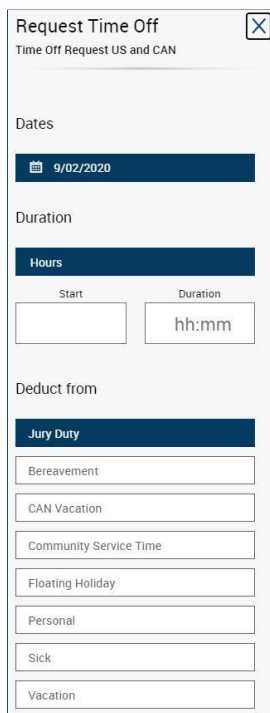 Request Time Off
Time Off Request US and CAN
Dates
9/02/2020
Duration
Hours
Start Duration
hh:mm
Deduct from
Jury Duty
Bereavement
CAN Vacation
Community Service Time
Floating Holiday
Personal
Sick
Vacation